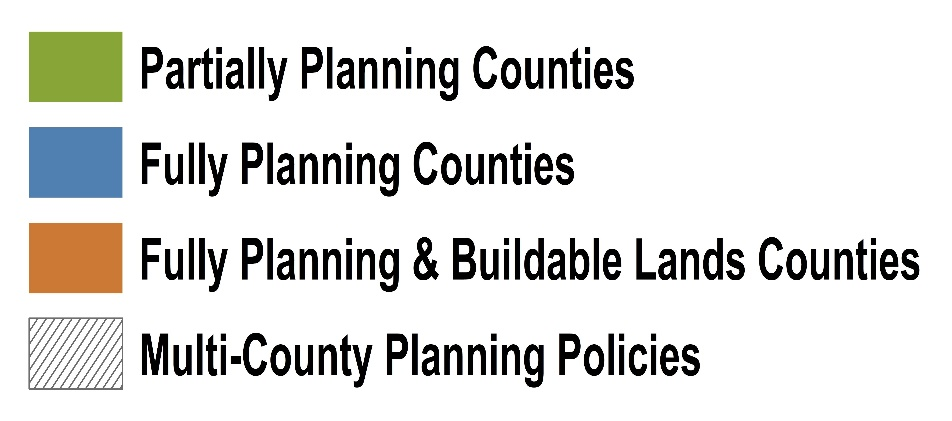 Partially Planning Counties
Fully Planning Counties
Fully Planning & Buildable Lands Counties
Multi-County Planning Policies